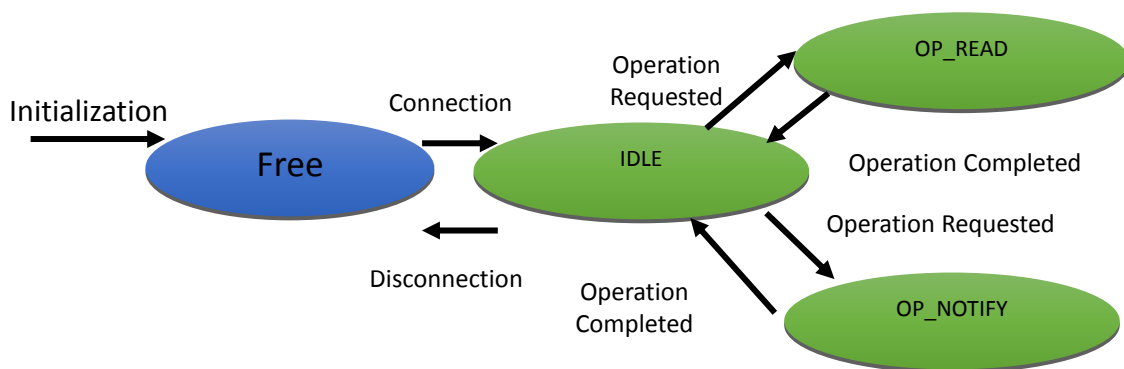 Initialization
Free
Connection
Disconnection
IDLE
Operation
Requested
OP_READ
Operation Completed
Operation Requested
Operation
Completed
OP_NOTIFY